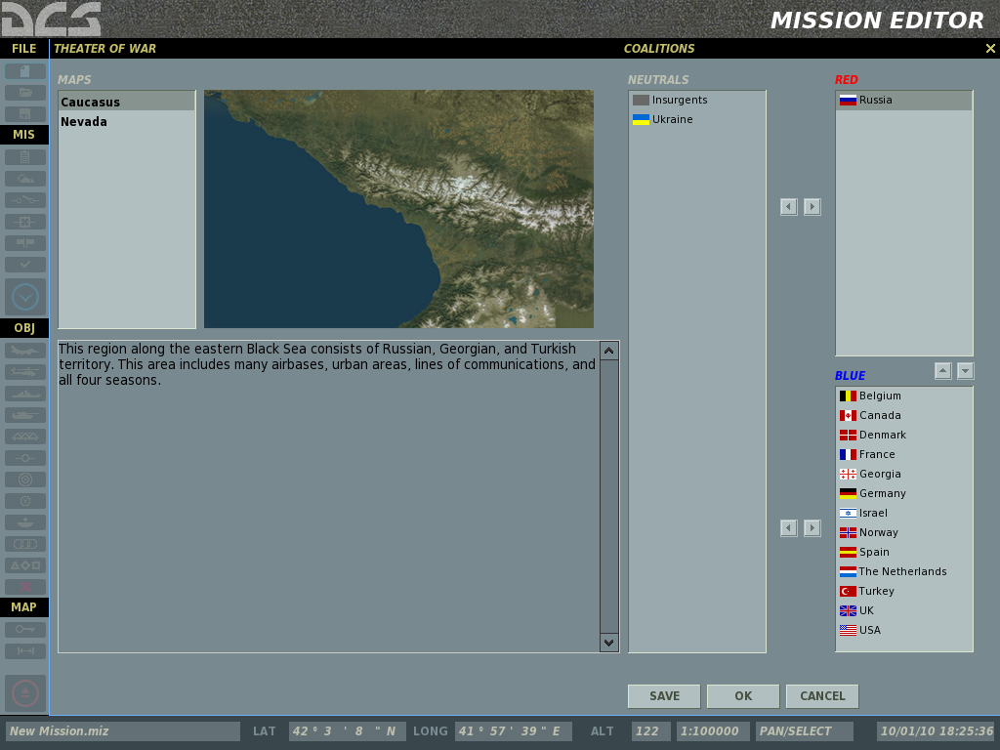 DCS
MISSION EDITOR
FILE
THEATER OF WAR
COALITIONS
MAPS
NEUTRALS
RED
Caucasus
Nevada
Insurgents
Ukraine
Russia
MIS
OBJ
This region along the eastern Black Sea consists of Russian, Georgian, and Turkish
territory. This area includes many airbases, urban areas, lines of communications, and
all four seasons.
BLUE
Belgium
Canada
Denmark
France
Georgia
Germany
Israel
Norway
Spain
The Netherlands
Turkey
UK
USA
MAP
SAVE
OK
CANCEL
New Mission.miz
LAT
42 ° 3 ' 8 " N
LONG
41 ° 57 ' 39 " E
ALT
122
1:100000
PAN/SELECT
10/01/10 18:25:36